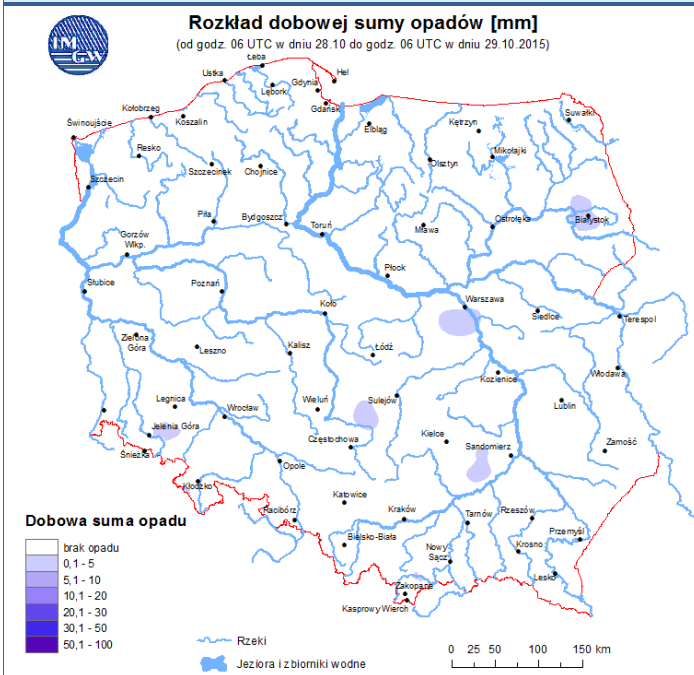 IM
GW
Rozkład dobowej sumy opadów [mm]
(od godz. 06 UTC w dniu 28.10 do godz. 06 UTC w dniu 29.10.2015)
Łeba
Ustka
Hel
Gdynia
Lębork
Kołobrzeg
Gdańsk
Suwałki
Koszalin
Świnoujście
Elbląg
Kętrzyn
Resko
Mikołajki
Olsztyn
Szczecinek
Chojnice
Szczecin
Piła
Bydgoszcz
Ostrołęka
Białystok
Toruń
Mława
Gorzów
Wlkp.
Płock
Słubice
Poznań
Koło
Warszawa
Siedlce
Terespol
Zielona
Góra
Leszno
Kalisz
Łódź
Kozienice
Włodawa
Legnica
Wrocław
Wieluń
Sulejów
Lublin
Jelenia Góra
Częstochowa
Kielce
Sandomierz
Zamość
Śnieżka
Opole
Kłodzko
Katowice
Racibórz
Kraków
Tarnów
Rzeszów
Przemyśl
Bielsko-Biała
Nowy
Sącz
Krosno
Lesko
Zakopane
Kasprowy Wierch
Dobowa suma opadu
brak opadu
0,1 - 5
5,1 - 10
10,1 - 20
20,1 - 30
30,1 - 50
50,1 - 100
Rzeki
Jeziora i zbiorniki wodne
0 25 50 100 150 km